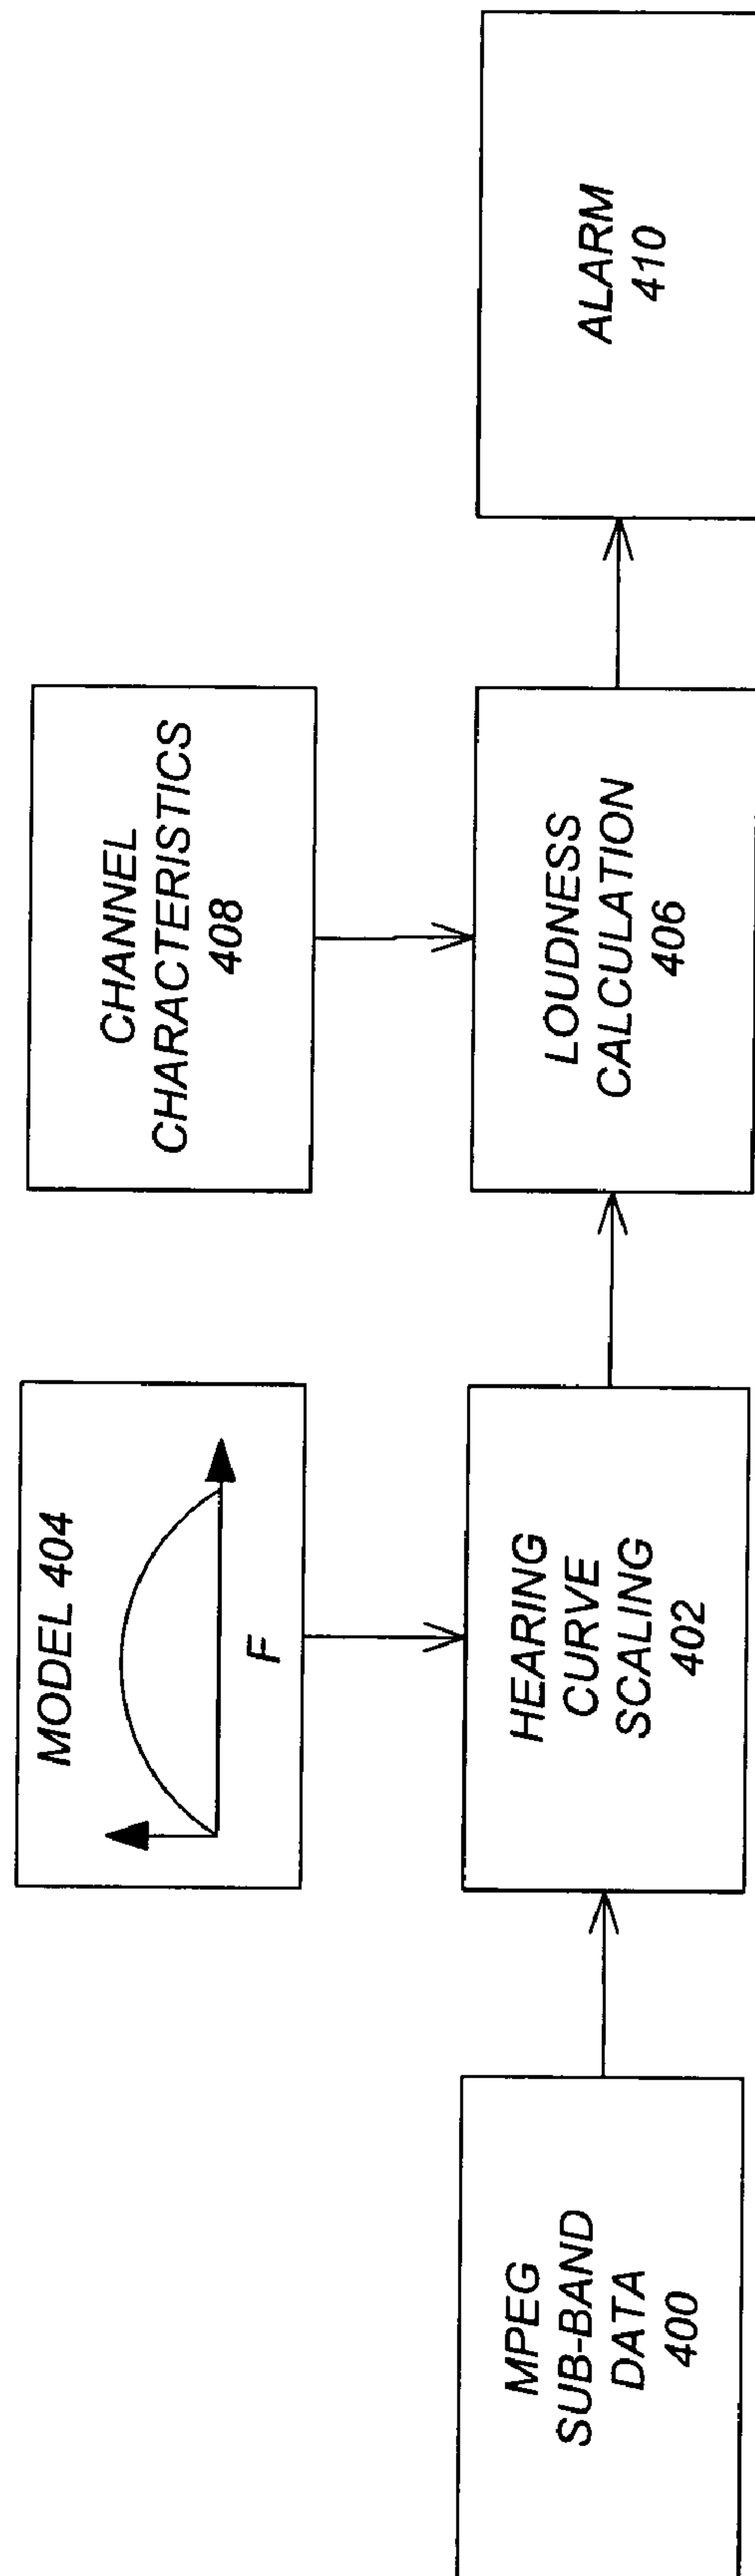 MODEL 404
F
CHANNEL
CHARACTERISTICS
408
MPEG
SUB-BAND
DATA
400
HEARING
CURVE
SCALING
402
LOUDNESS
CALCULATION
406
ALARM
410